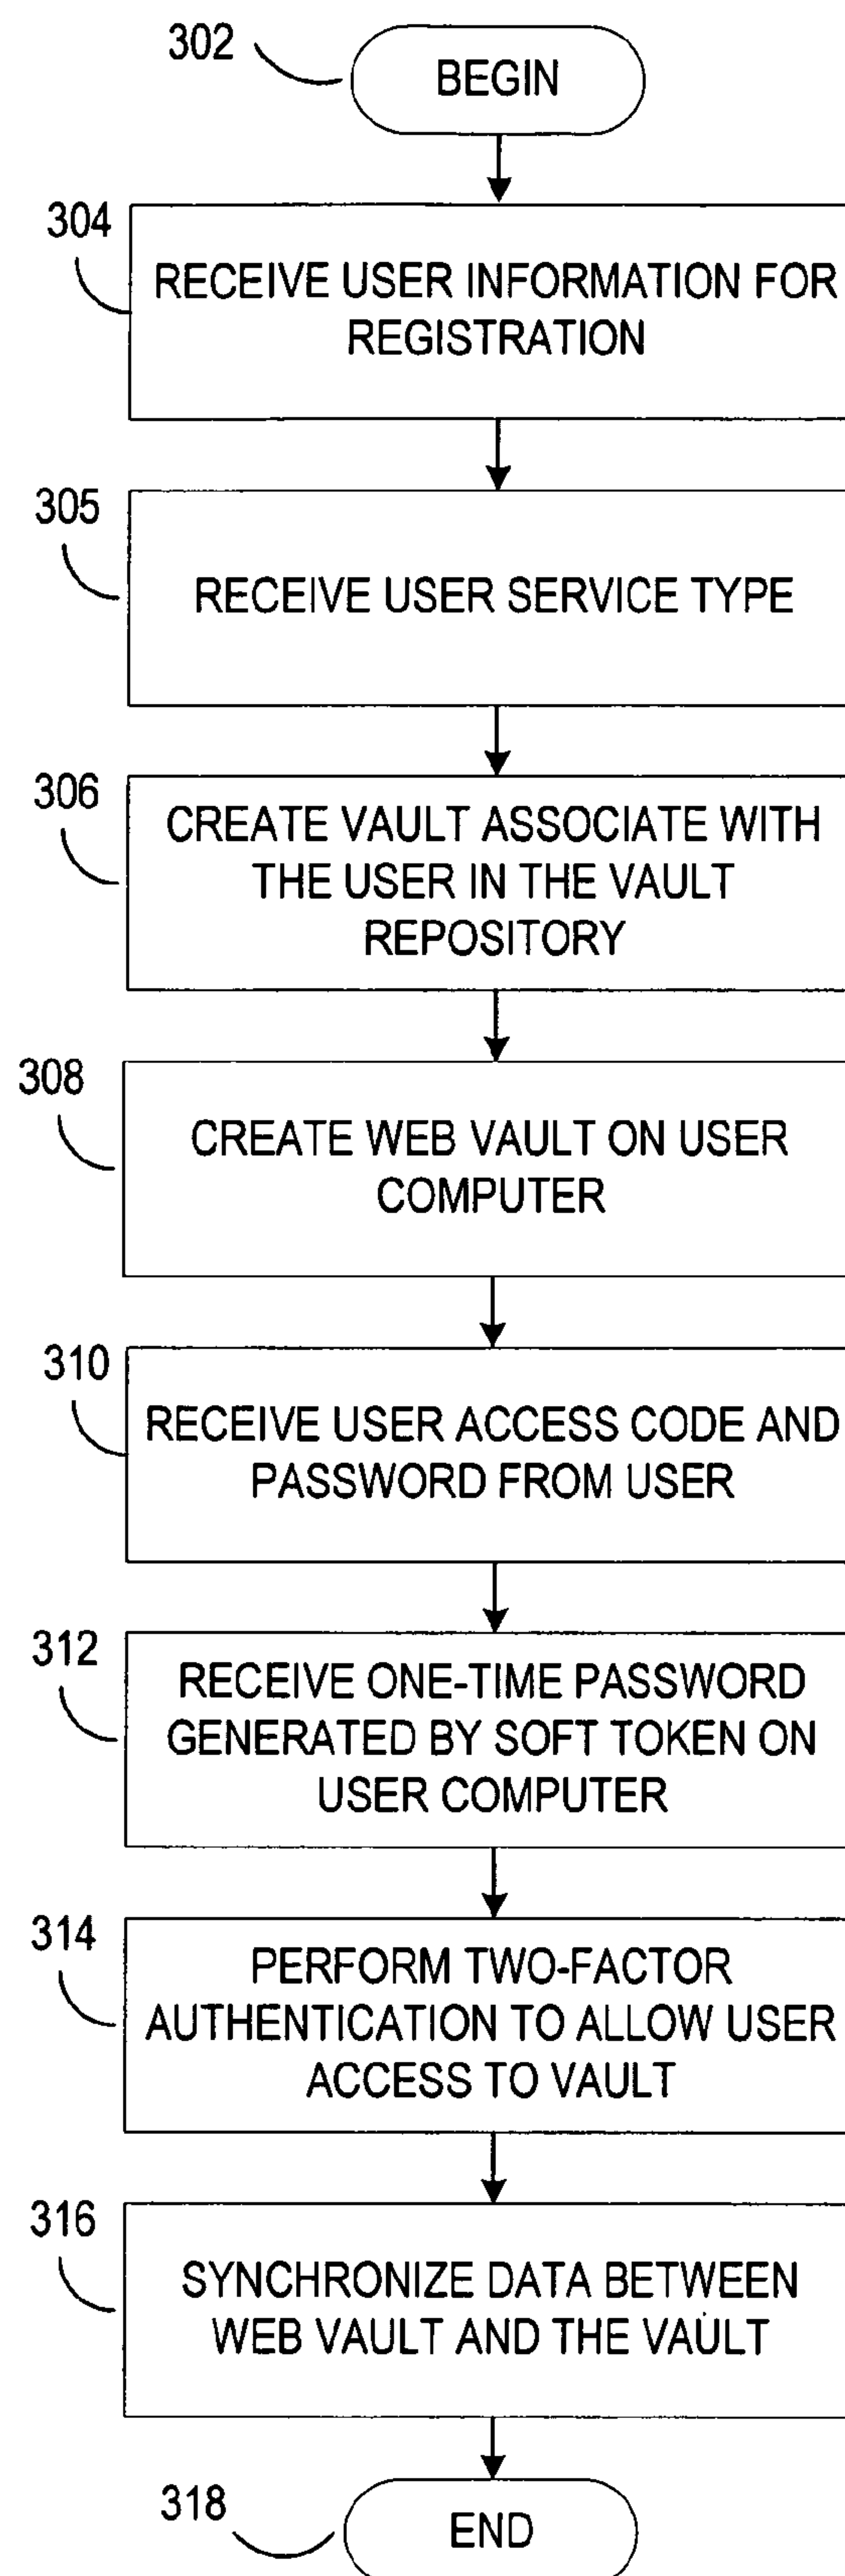 302
BEGIN
304
RECEIVE USER INFORMATION FOR
REGISTRATION
305
RECEIVE USER SERVICE TYPE
306
CREATE VAULT ASSOCIATE WITH
THE USER IN THE VAULT
REPOSITORY
308
CREATE WEB VAULT ON USER
COMPUTER
310
RECEIVE USER ACCESS CODE AND
PASSWORD FROM USER
312
RECEIVE ONE-TIME PASSWORD
GENERATED BY SOFT TOKEN ON
USER COMPUTER
314
PERFORM TWO-FACTOR
AUTHENTICATION TO ALLOW USER
ACCESS TO VAULT
316
SYNCHRONIZE DATA BETWEEN
WEB VAULT AND THE VAULT
318
END